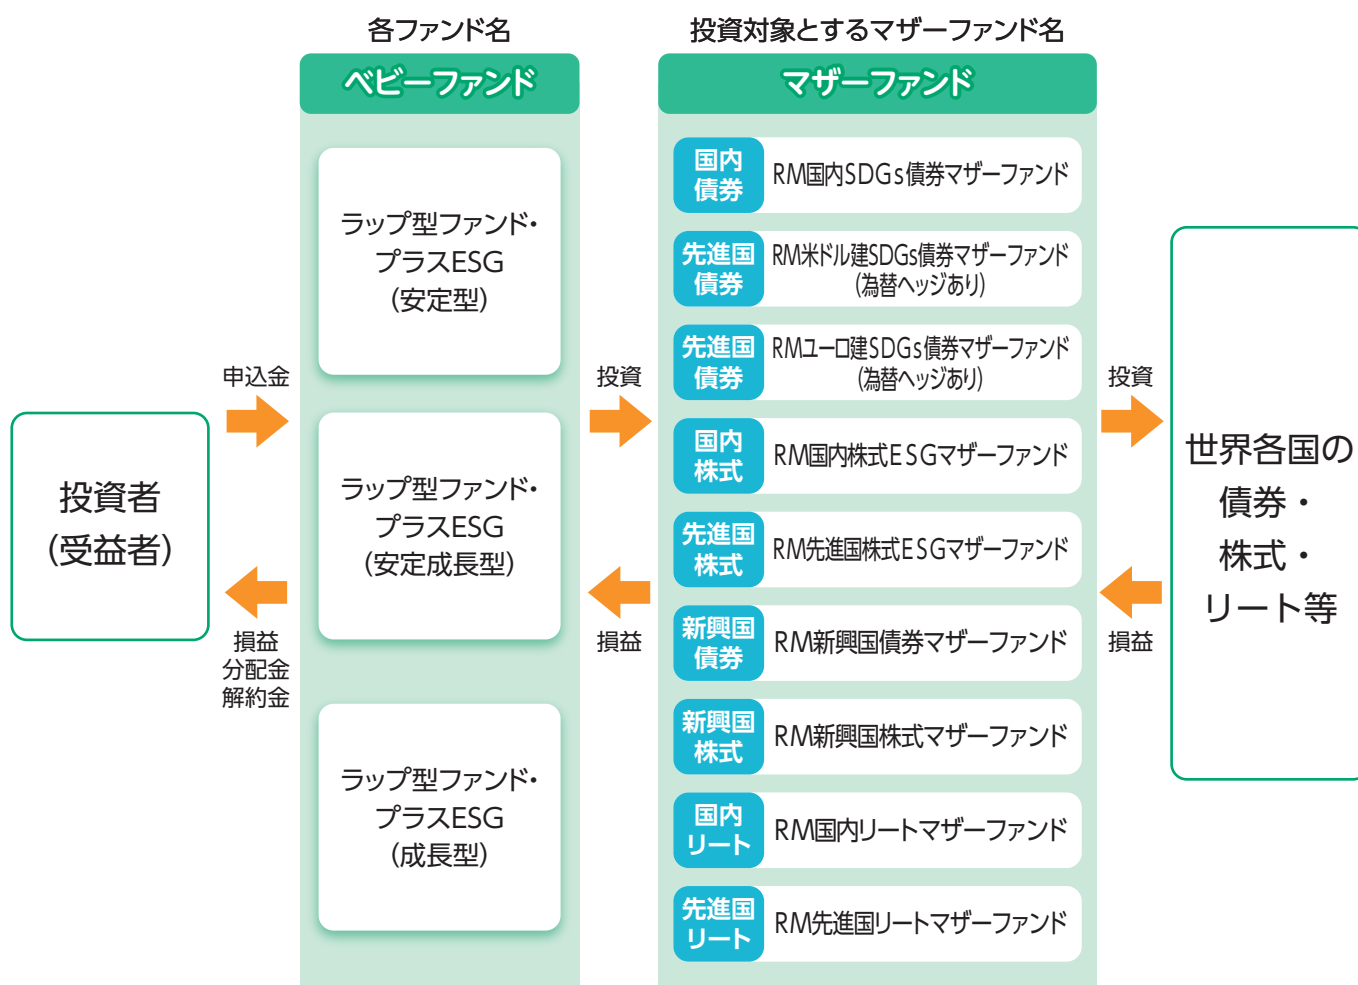 各ファンド名
投資対象とするマザーファンド名
ベビーファンド
マザーファンド
投資者
(受益者)
申込金
損益
分配金
解約金
ラップ型ファンド・
プラスESG
(安定型)
ラップ型ファンド・
プラスESG
(安定成長型)
ラップ型ファンド・
プラスESG
(成長型)
投資
損益
国内
債券
RM国内SDGs債券マザーファンド
先進国
債券
RM米ドル建SDGs債券マザーファンド
(為替ヘッジあり)
先進国
債券
RMユーロ建SDGs債券マザーファンド
(為替ヘッジあり)
国内
株式
RM国内株式ESGマザーファンド
先進国
株式
RM先進国株式ESGマザーファンド
新興国
債券
RM新興国債券マザーファンド
新興国
株式
RM新興国株式マザーファンド
国内
リート
RM国内リートマザーファンド
先進国
リート
RM先進国リートマザーファンド
投資
損益
世界各国の
債券・
株式・
リート等